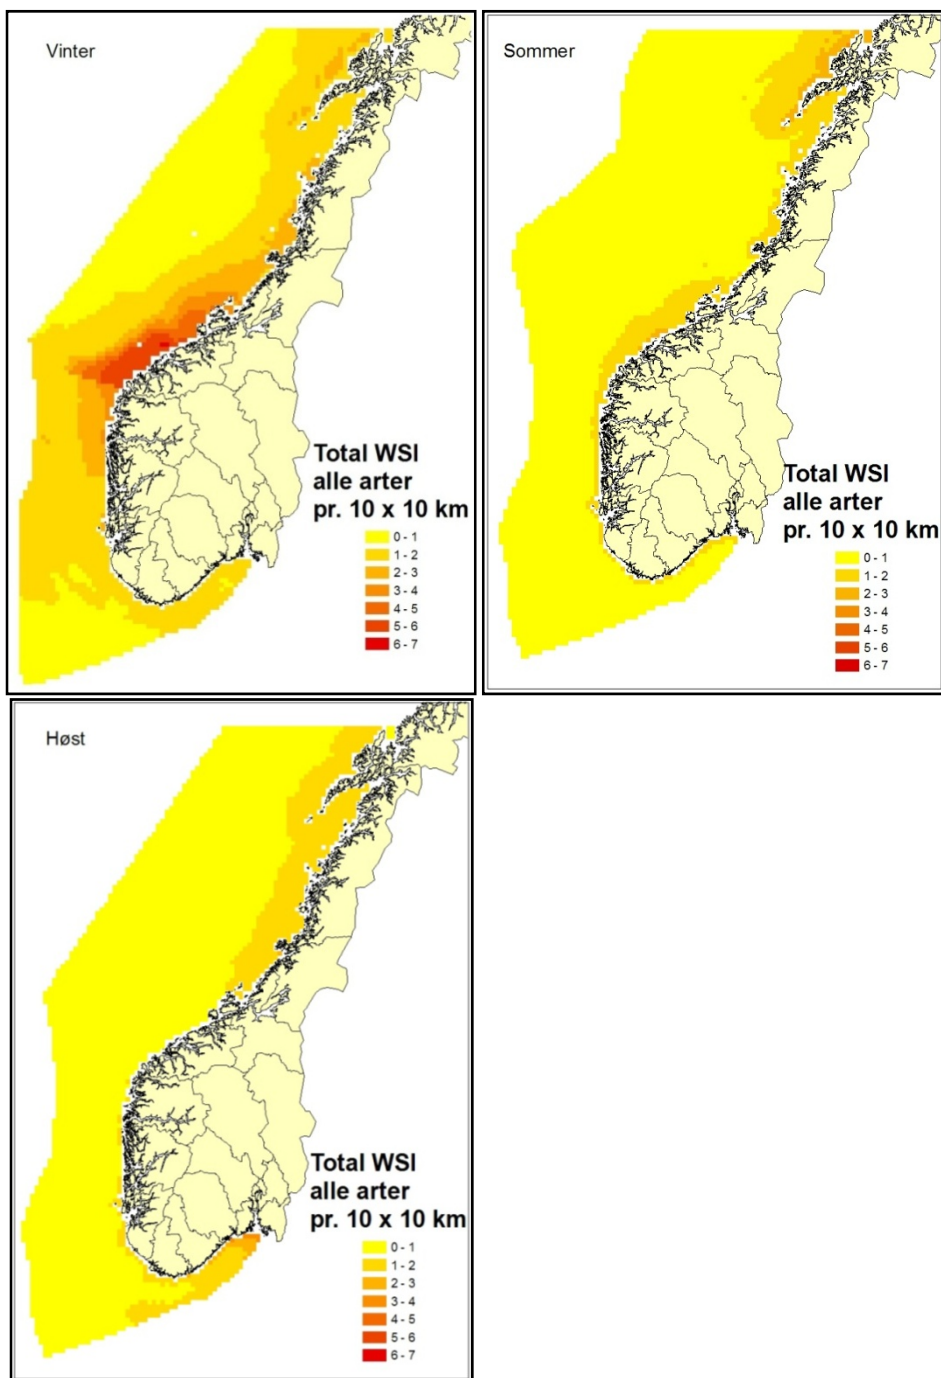 Vinter
Total WSI
alle arter
pr. 10 x 10 km
0 - 1
1 - 2
2 - 3
3 - 4
4 - 5
5 - 6
6 - 7
Sommer
Total WSI
alle arter
pr. 10 x 10 km
0 - 1
1 - 2
2 - 3
3 - 4
4 - 5
5 - 6
6 - 7
Høst
Total WSI
alle arter
pr. 10 x 10 km
0 - 1
1 - 2
2 - 3
3 - 4
4 - 5
5 - 6
6 - 7